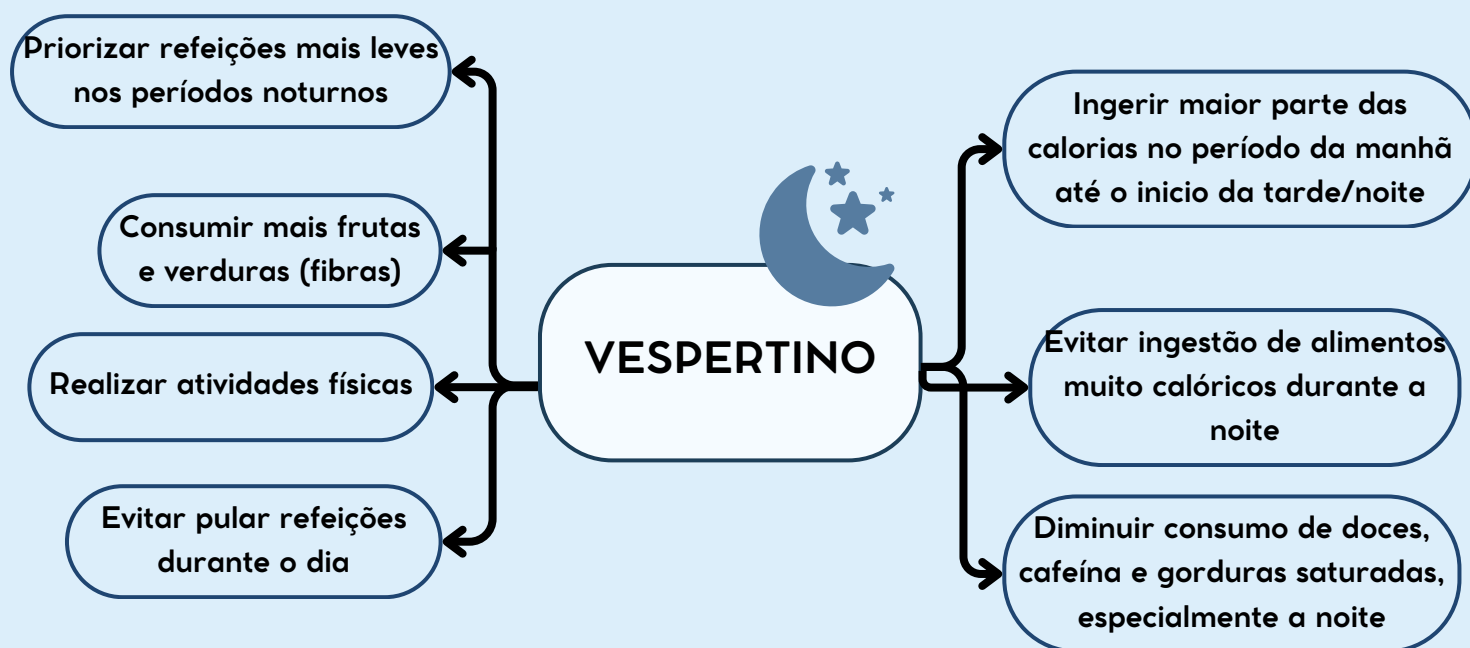 Priorizar refeições mais leves
nos períodos noturnos
Consumir mais frutas
e verduras (fibras)
Realizar atividades físicas
Evitar pular refeições
durante o dia
VESPERTINO
Ingerir maior parte das
calorias no período da manhã
até o inicio da tarde/noite
Evitar ingestão de alimentos
muito calóricos durante a
noite
Diminuir consumo de doces,
cafeína e gorduras saturadas,
especialmente a noite